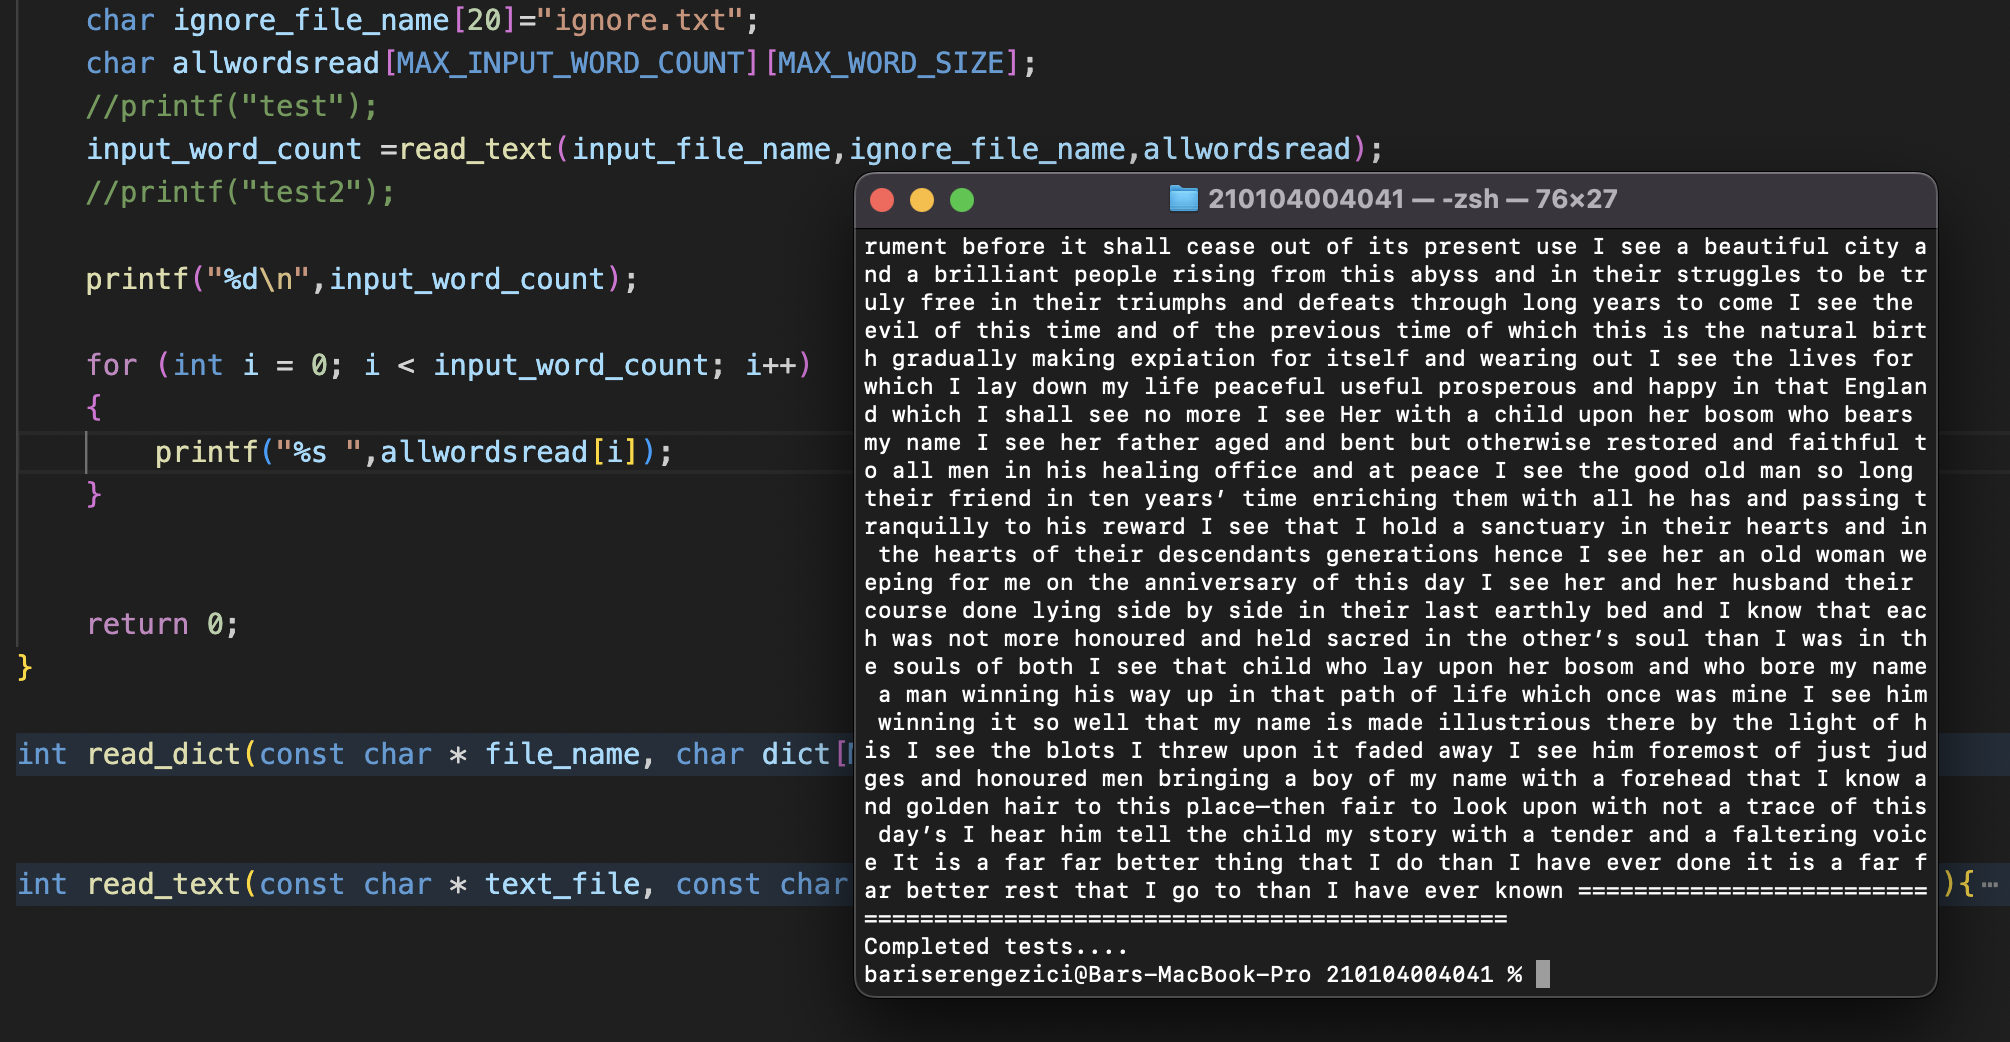 char ignore_file_name[20]="ignore.txt";
char allwordsread[MAX_INPUT_WORD_COUNT][MAX_WORD_SIZE];
//printf("test");
input_word_count =read_text(input_file_name,ignore_file_name,allwordsread);
//printf("test2");
printf("%d\n",input_word_count);
for (int i = 0; i < input_word_count; i++)
{
printf("%s ",allwordsread[i]);
}
return 0;
}
int read_dict(const char * file_name, char dict[
int read_text(const char * text_file, const char
){…
210104004041 — -zsh — 76×27
rument before it shall cease out of its present use I see a beautiful city a
nd a brilliant people rising from this abyss and in their struggles to be tr
uly free in their triumphs and defeats through long years to come I see the
evil of this time and of the previous time of which this is the natural birt
h gradually making expiation for itself and wearing out I see the lives for
which I lay down my life peaceful useful prosperous and happy in that Englan
d which I shall see no more I see Her with a child upon her bosom who bears
my name I see her father aged and bent but otherwise restored and faithful t
o all men in his healing office and at peace I see the good old man so long
their friend in ten years’ time enriching them with all he has and passing t
ranquilly to his reward I see that I hold a sanctuary in their hearts and in
the hearts of their descendants generations hence I see her an old woman we
eping for me on the anniversary of this day I see her and her husband their
course done lying side by side in their last earthly bed and I know that eac
h was not more honoured and held sacred in the other’s soul than I was in th
e souls of both I see that child who lay upon her bosom and who bore my name
a man winning his way up in that path of life which once was mine I see him
winning it so well that my name is made illustrious there by the light of h
is I see the blots I threw upon it faded away I see him foremost of just jud
ges and honoured men bringing a boy of my name with a forehead that I know a
nd golden hair to this place—then fair to look upon with not a trace of this
day’s I hear him tell the child my story with a tender and a faltering voic
e It is a far far better thing that I do than I have ever done it is a far f
ar better rest that I go to than I have ever known =========================
==============================================
Completed tests....
bariserengezici@Bars-MacBook-Pro 210104004041 %